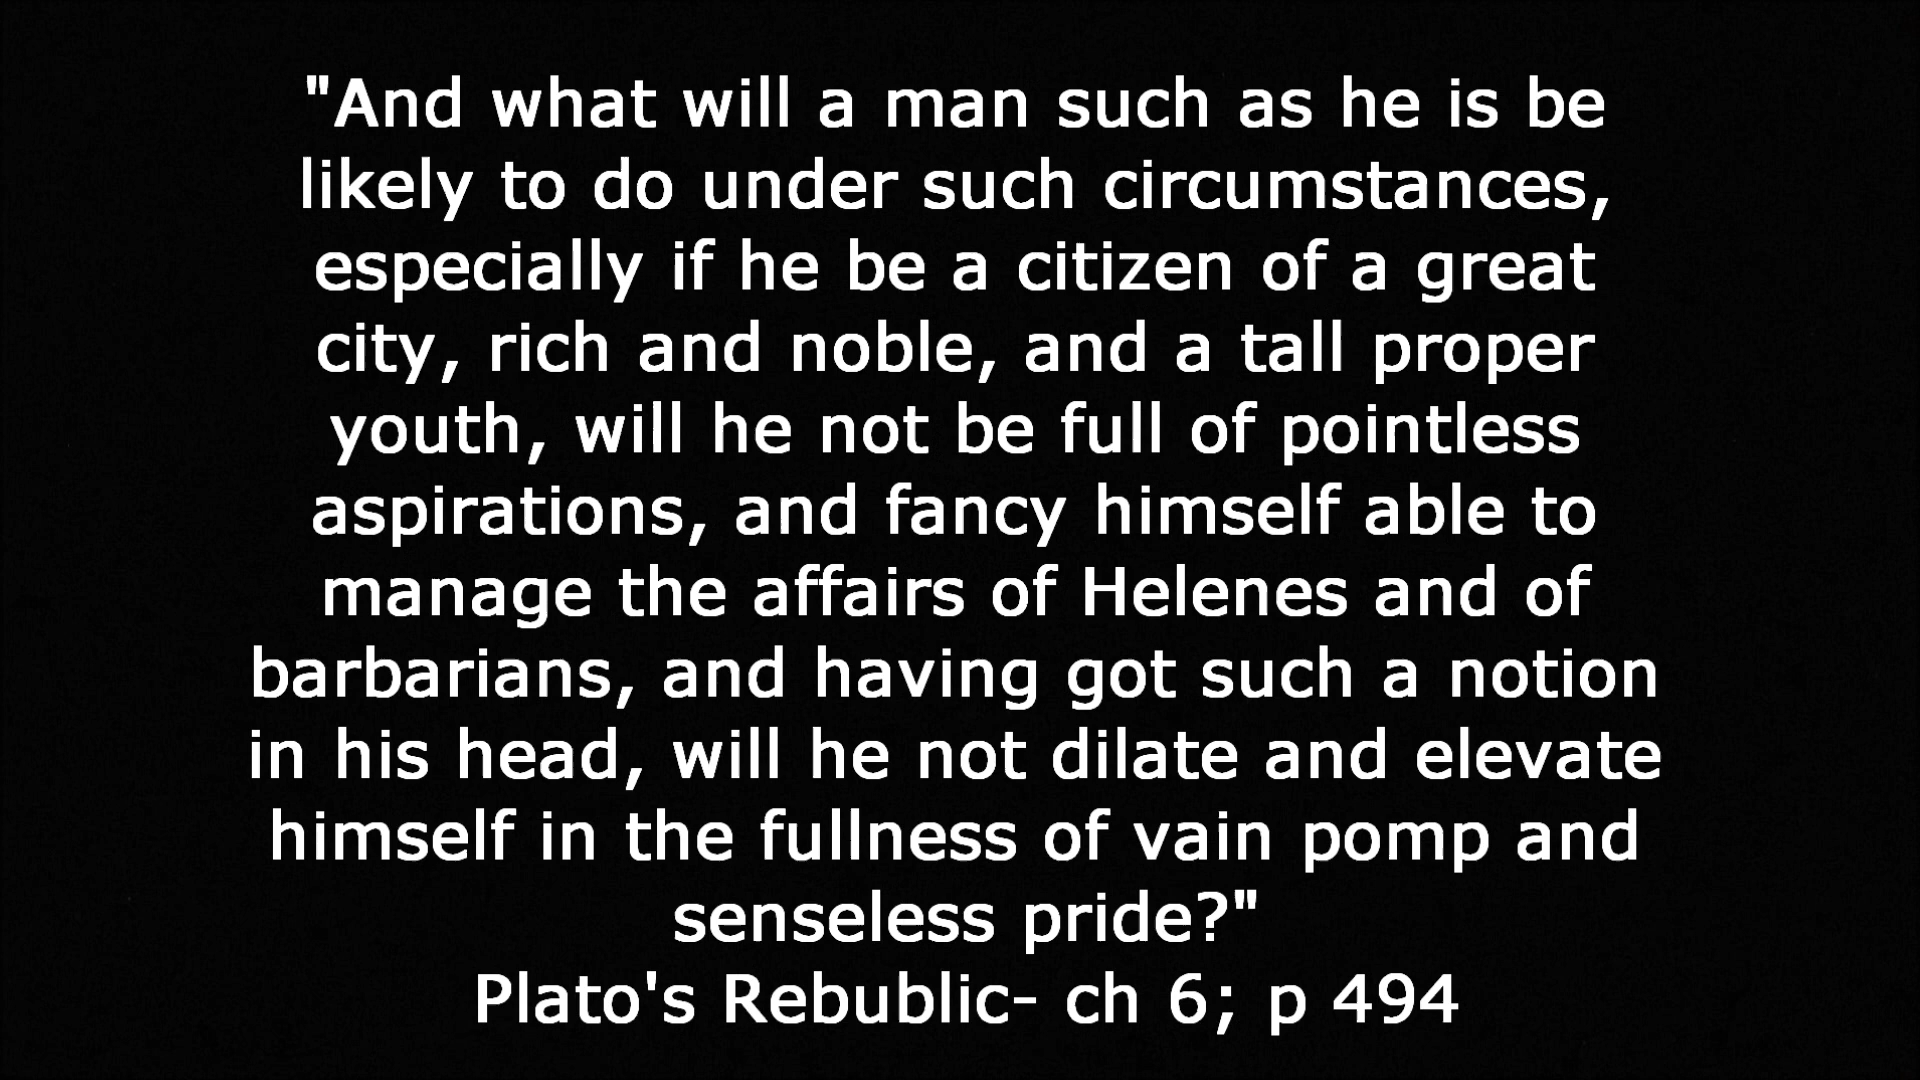 "And what will a man such as he is be
likely to do under such circumstances,
especially if he be a citizen of a great
city, rich and noble, and a tall proper
youth, will he not be full of pointless
aspirations, and fancy himself able to
manage the affairs of Helenes and of
barbarians, and having got such a notion
in his head, will he not dilate and elevate
himself in the fullness of vain pomp and
senseless pride?"
Plato's Rebublic- ch 6; p 494